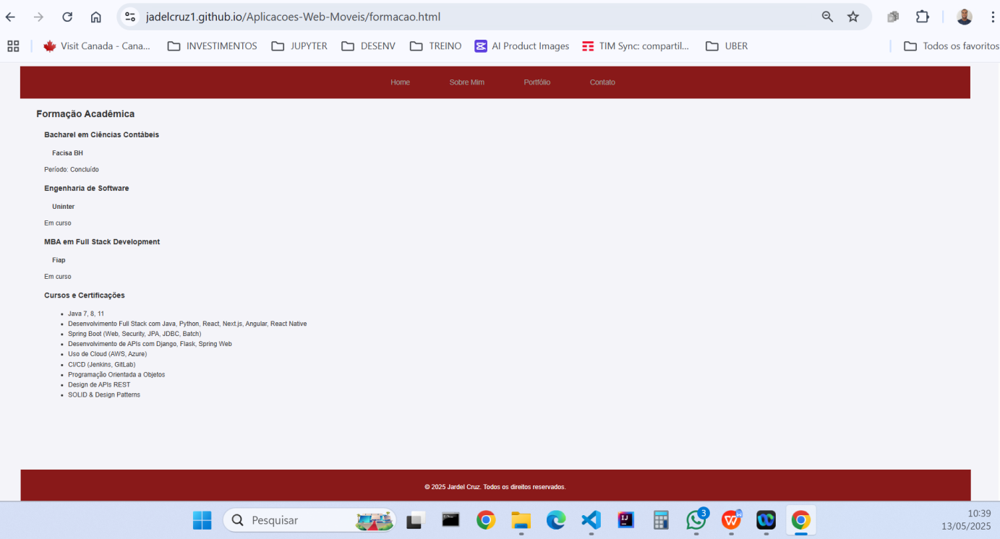 jadelcruz1.github.io/Aplicacoes-Web-Moveis/formacao.html
Visit Canada - Cana... INVESTIMENTOS JUPYTER DESENV TREINO AI Product Images TIM Sync: compartil... UBER Todos os favoritos
Home Sobre Mim Portfólio Contato
Formação Acadêmica
Bacharel em Ciências Contábeis
Facisa BH
Período: Concluído
Engenharia de Software
Uninter
Em curso
MBA em Full Stack Development
Fiap
Em curso
Cursos e Certificações
Java 7, 8, 11
Desenvolvimento Full Stack com Java, Python, React, Next.js, Angular, React Native
Spring Boot (Web, Security, JPA, JDBC, Batch)
Desenvolvimento de APIs com Django, Flask, Spring Web
Uso de Cloud (AWS, Azure)
CI/CD (Jenkins, GitLab)
Programação Orientada a Objetos
Design de APIs REST
SOLID & Design Patterns
© 2025 Jardel Cruz. Todos os direitos reservados.
Pesquisar
IJ
3
10:39
13/05/2025